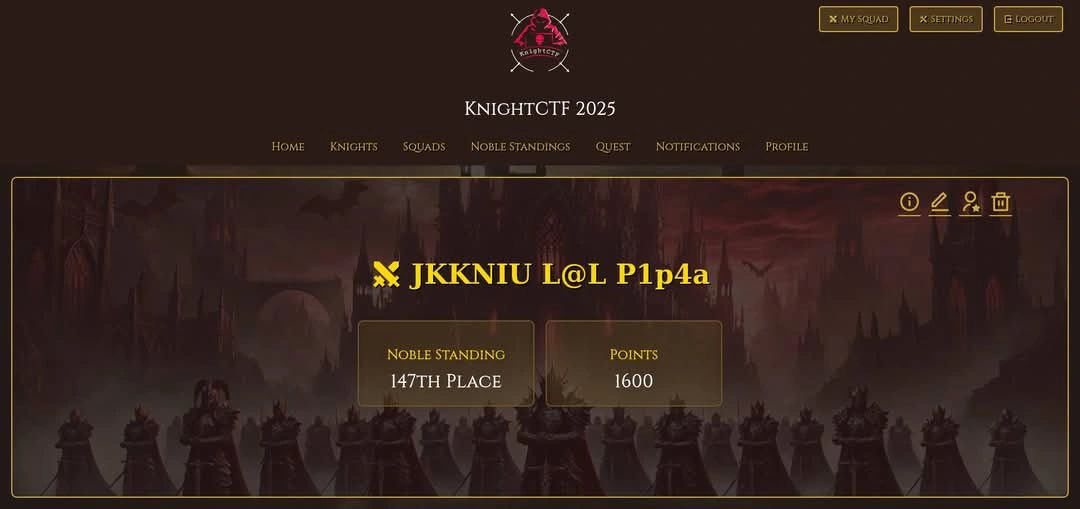 My Squad
Settings
Logout
KnightCTF
KnightCTF 2025
Home
Knights
Squads
Noble Standings
Quest
Notifications
Profile
JKKNIU L@L P1p4a
Noble Standing
147th Place
Points
1600